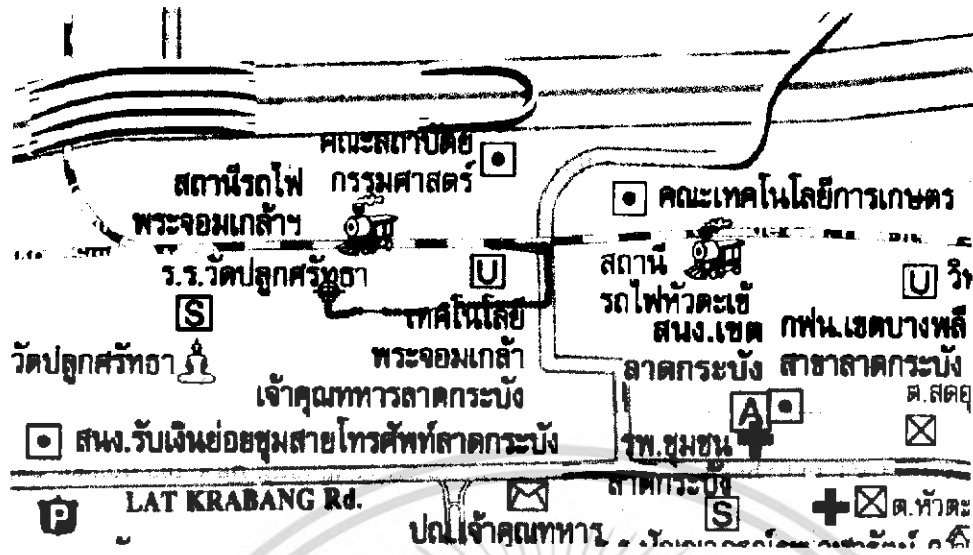 คณะสถาปัตย
กรรมศาสตร์
สถานีรถไฟ
พระจอมเกล้าฯ
คณะเทคโนโลยีการเกษตร
ร.ร.วัดปลูกศรัทธา
U
สถานี
รถไฟหัวตะเข้
U
S
เทคโนโลยี
พระจอมเกล้า
เจ้าคุณทหารลาดกระบัง
สนง.เขต
ลาดกระบัง
กฟน.เขตบางพลี
สาขาลาดกระบัง
วัดปลูกศรัทธา
A
สนง.รับเงินย่อยชุมสายโทรศัพท์ลาดกระบัง
รพ.ชุมชน
ลาดกระบัง
P
LAT KRABANG Rd.
ปณ.เจ้าคุณทหาร
S